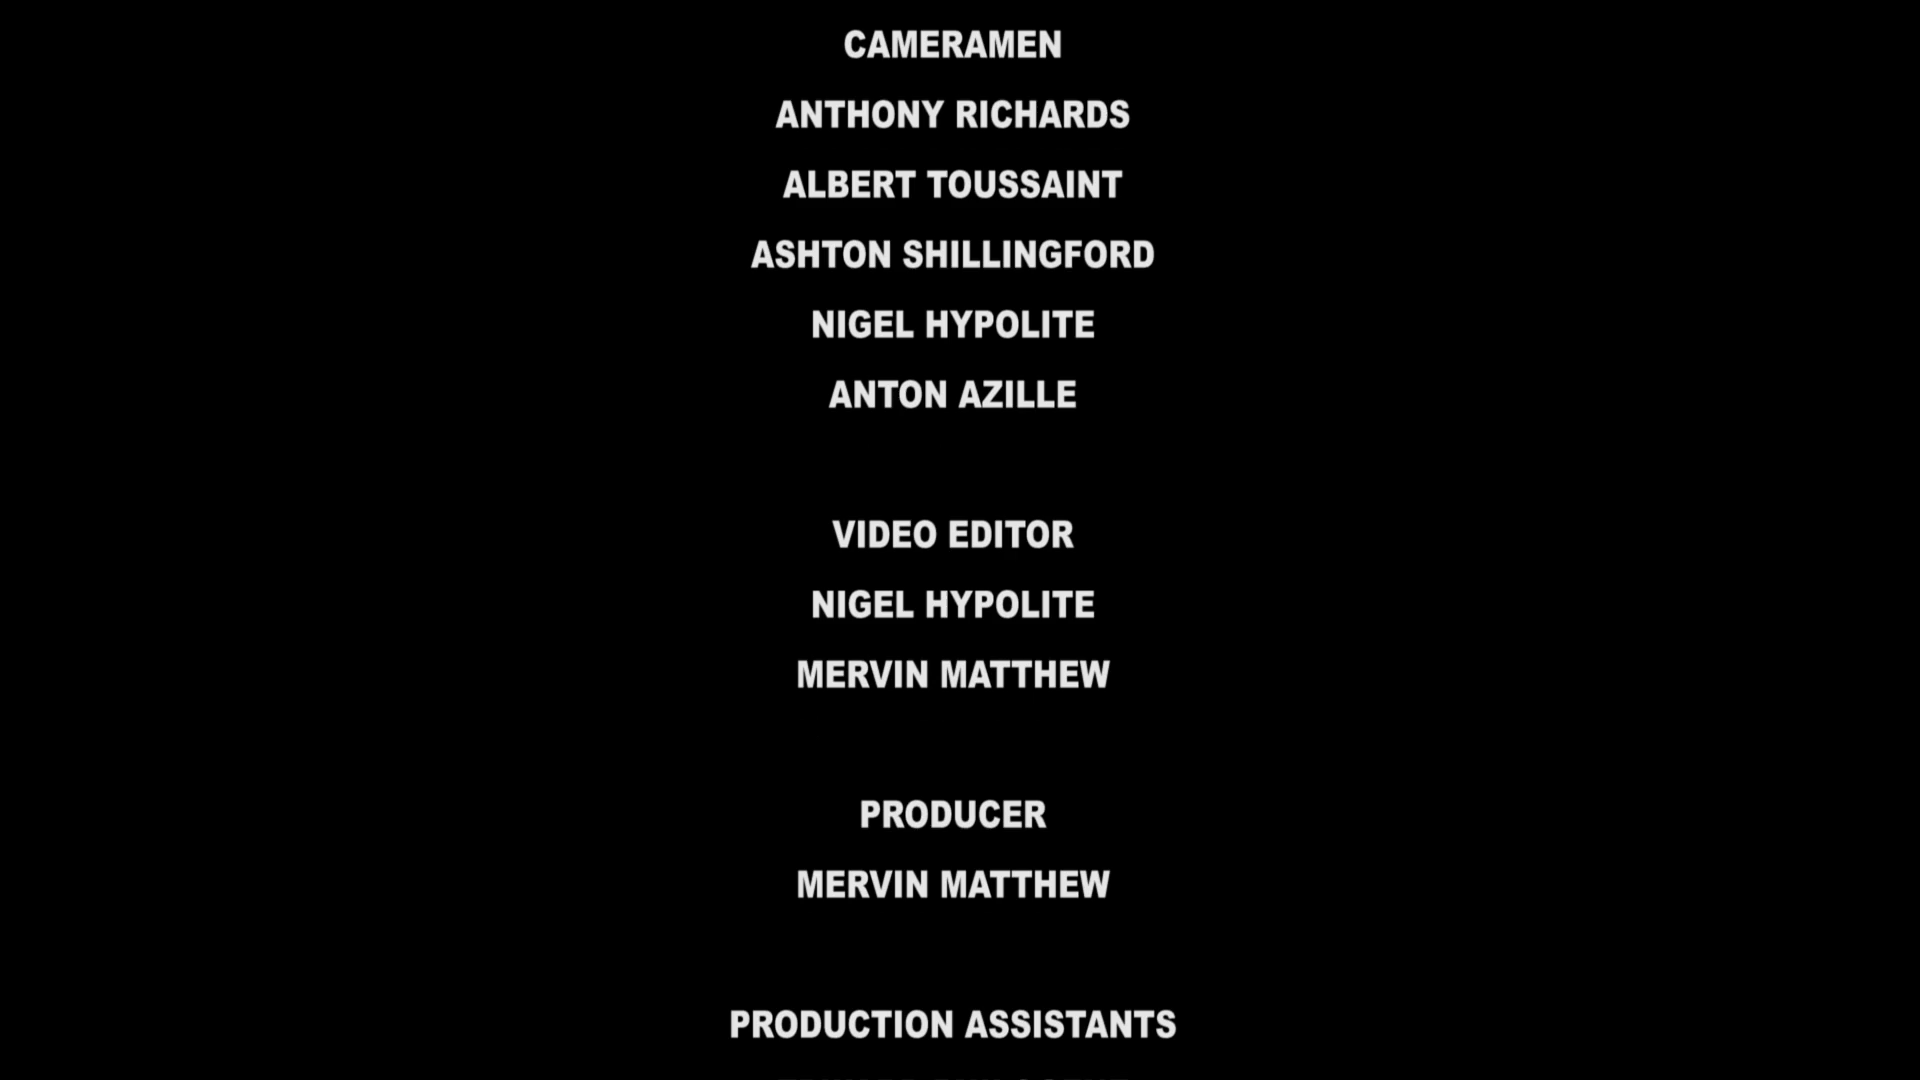 CAMERAMEN
ANTHONY RICHARDS
ALBERT TOUSSAINT
ASHTON SHILLINGFORD
NIGEL HYPOLITE
ANTON AZILLE
VIDEO EDITOR
NIGEL HYPOLITE
MERVIN MATTHEW
PRODUCER
MERVIN MATTHEW
PRODUCTION ASSISTANTS